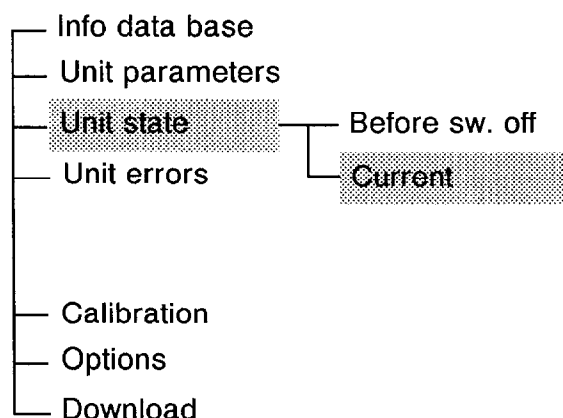 Info data base
Unit parameters
Unit state
Before sw. off
Unit errors
Current
Calibration
Options
Download